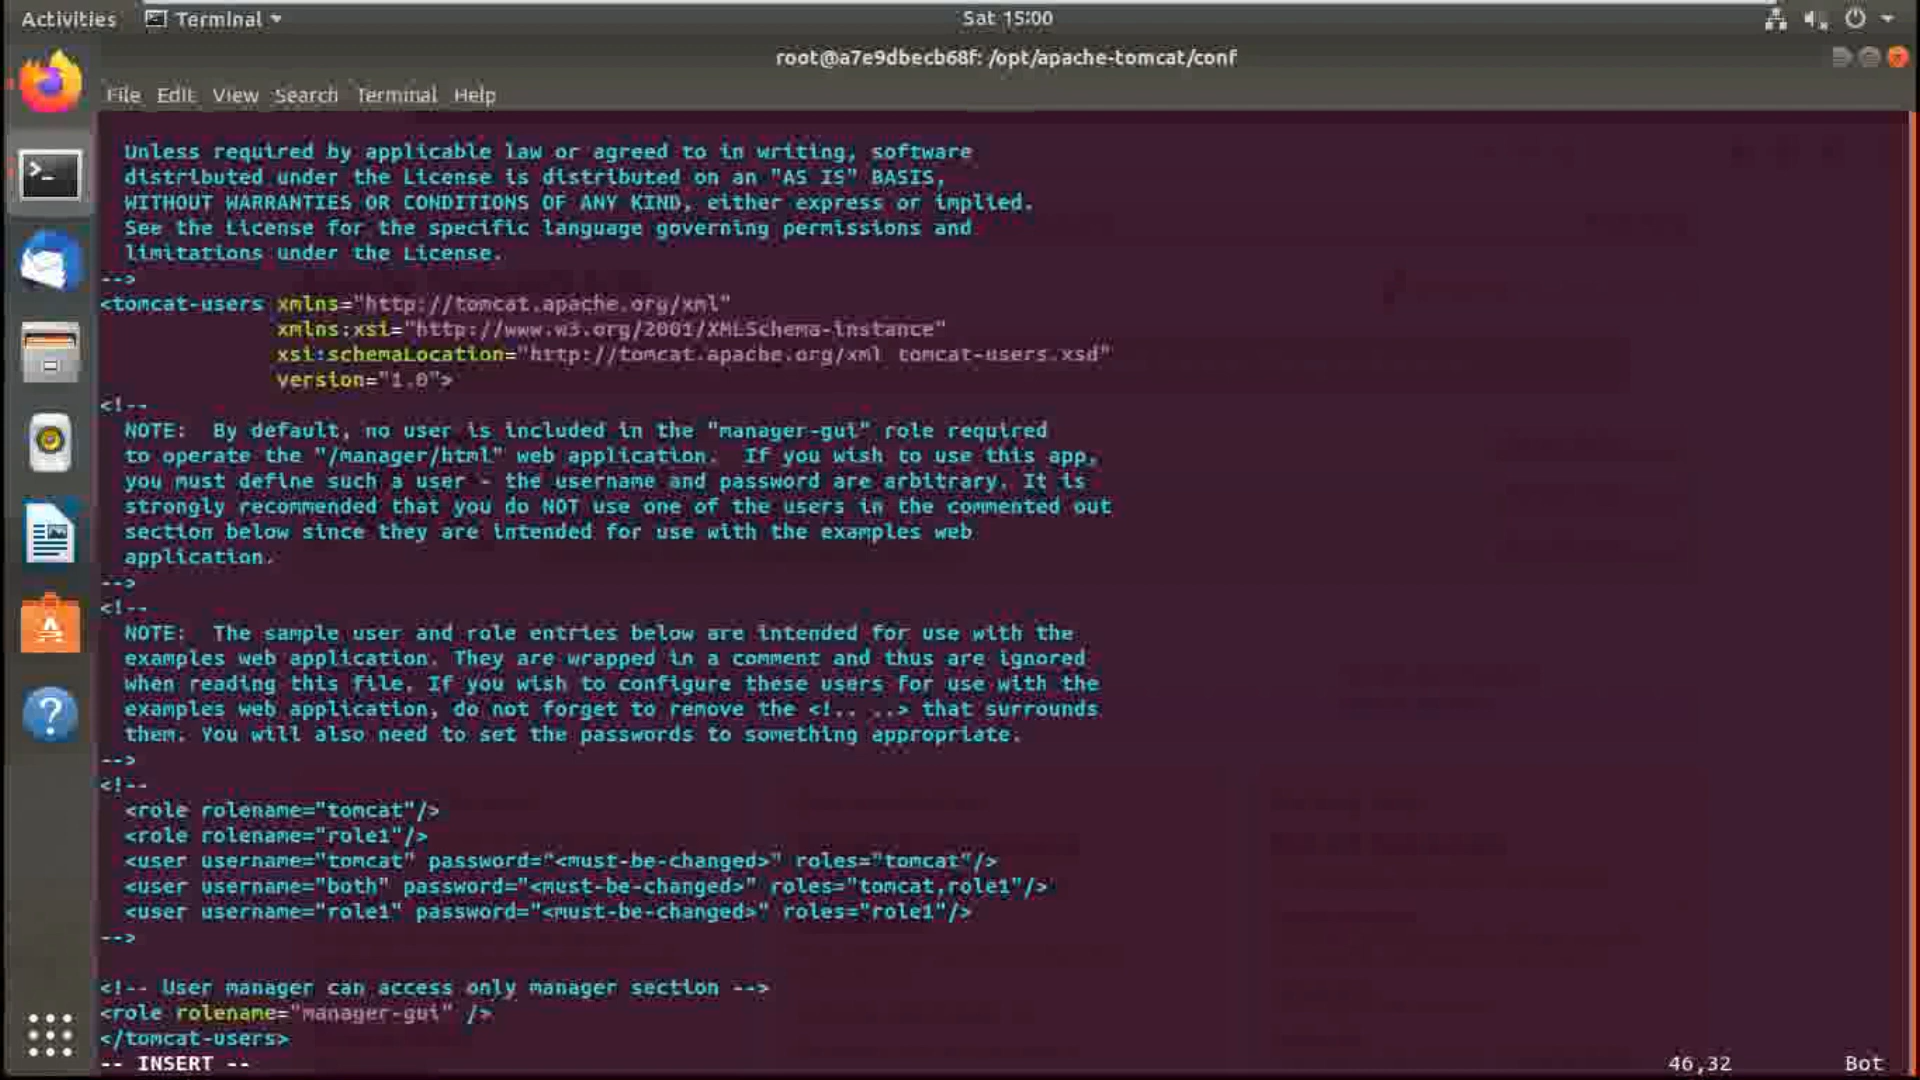 Activities Terminal Sat 15:00
root@a7e9dbecb68f: /opt/apache-tomcat/conf
File Edit View Search Terminal Help
Unless required by applicable law or agreed to in writing, software
distributed under the License is distributed on an "AS IS" BASIS,
WITHOUT WARRANTIES OR CONDITIONS OF ANY KIND, either express or implied.
See the License for the specific language governing permissions and
limitations under the License.
-->
<tomcat-users xmlns="http://tomcat.apache.org/xml"
xmlns:xsi="http://www.w3.org/2001/XMLSchema-instance"
xsi:schemaLocation="http://tomcat.apache.org/xml tomcat-users.xsd"
version="1.0">
<!--
NOTE:  By default, no user is included in the "manager-gui" role required
to operate the "/manager/html" web application.  If you wish to use this app,
you must define such a user - the username and password are arbitrary. It is
strongly recommended that you do NOT use one of the users in the commented out
section below since they are intended for use with the examples web
application.
-->
<!--
NOTE:  The sample user and role entries below are intended for use with the
examples web application. They are wrapped in a comment and thus are ignored
when reading this file. If you wish to configure these users for use with the
examples web application, do not forget to remove the <!.. ..> that surrounds
them. You will also need to set the passwords to something appropriate.
-->
<!--
<role rolename="tomcat"/>
<role rolename="role1"/>
<user username="tomcat" password="<must-be-changed>" roles="tomcat"/>
<user username="both" password="<must-be-changed>" roles="tomcat,role1"/>
<user username="role1" password="<must-be-changed>" roles="role1"/>
-->
<!-- User manager can access only manager section -->
<role rolename="manager-gui" />
</tomcat-users>
-- INSERT -- 46,32 Bot